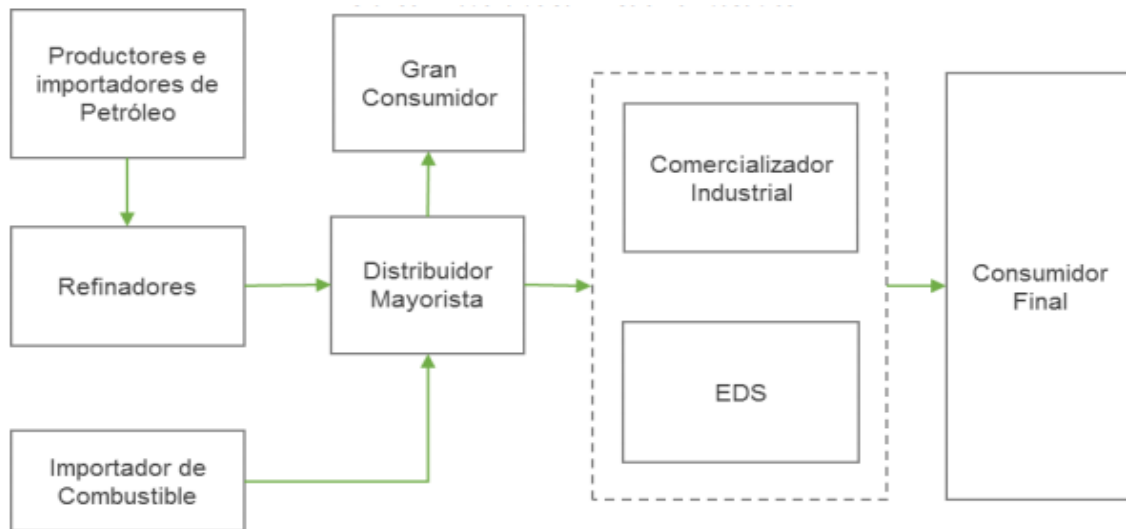 Productores e
importadores de
Petróleo
Gran
Consumidor
Comercializador
Industrial
Refinadores
Distribuidor
Mayorista
Consumidor
Final
EDS
Importador de
Combustible